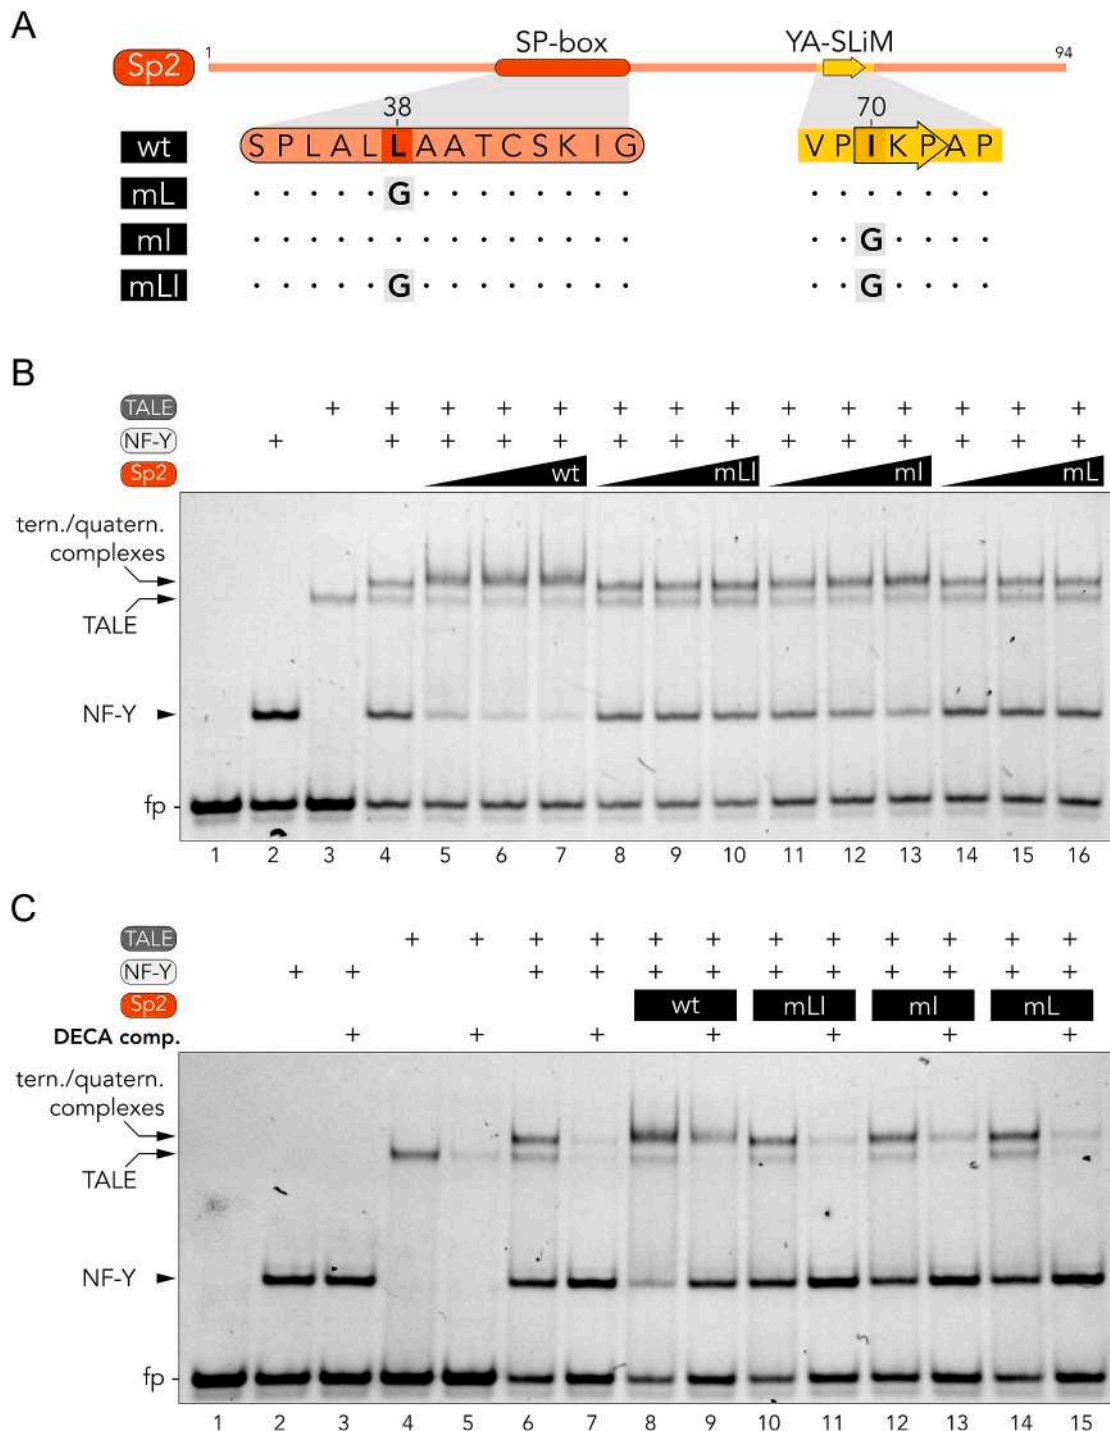 A
SP-box YA-SLiM
Sp2 1 94
38 70
wt S P L A L L A A T C S K I G V P I K P A P
mL · · · · · G · · · · · · · · · · · · · · ·
mI · · · · · · · · · · · · · · · · G · · · ·
mLI · · · · · G · · · · · · · · · · G · · · ·
B
TALE + + + + + + + + + + + + + +
NF-Y + + + + + + + + + + + + + +
Sp2 wt mLI mI mL
tern./quatern.
complexes
TALE
NF-Y
fp
1 2 3 4 5 6 7 8 9 10 11 12 13 14 15 16
C
TALE + + + + + + + + + + + +
NF-Y + + + + + + + + + + + +
Sp2 wt mLI mI mL
DECA comp. + + + + + + +
tern./quatern.
complexes
TALE
NF-Y
fp
1 2 3 4 5 6 7 8 9 10 11 12 13 14 15